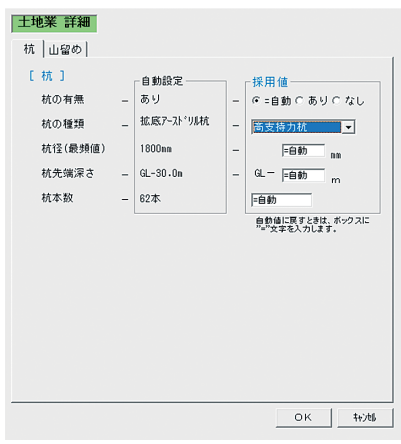 土地業 詳細
杭 山留め
[ 杭 ] 自動設定 採用値
杭の有無 － あり － =自動 あり なし
杭の種類 － 拡底ｱｰｽﾄﾞﾘﾙ杭 － 高支持力杭
杭径(最頻値) － 1800mm － =自動 mm
杭先端深さ － GL-30.0m － GL－ =自動 m
杭本数 － 62本 =自動
自動値に戻すときは、ボックスに
"="文字を入力します。
OK ｷｬﾝｾﾙ